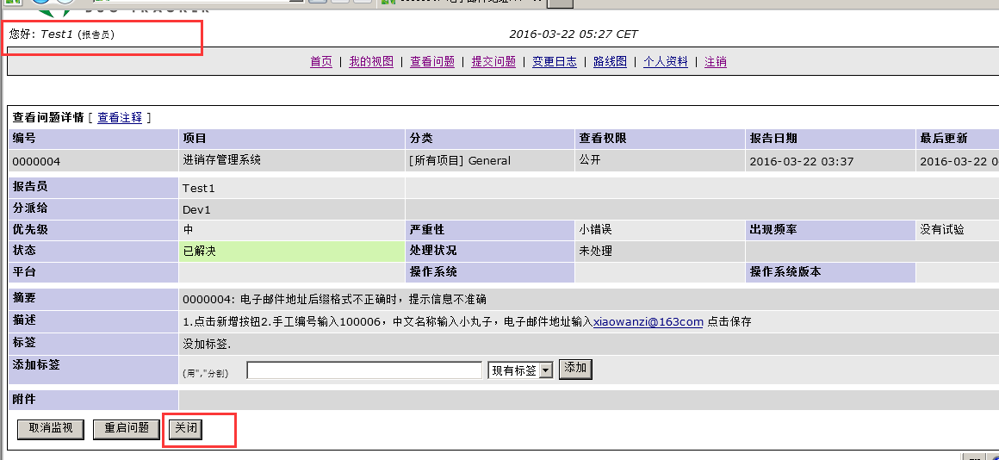 您好: Test1 (报告员)
2016-03-22 05:27 CET
首页 | 我的视图 | 查看问题 | 提交问题 | 变更日志 | 路线图 | 个人资料 | 注销
查看问题详情 [ 查看注释 ]
编号 项目 分类 查看权限 报告日期 最后更新
0000004 进销存管理系统 [所有项目] General 公开 2016-03-22 03:37 2016-03-22
报告员 Test1
分派给 Dev1
优先级 中 严重性 小错误 出现频率 没有试验
状态 已解决 处理状况 未处理
平台 操作系统 操作系统版本
摘要 0000004: 电子邮件地址后缀格式不正确时，提示信息不准确
描述 1.点击新增按钮2.手工编号输入100006，中文名称输入小丸子，电子邮件地址输入xiaowanzi@163com 点击保存
标签 没加标签.
添加标签 (用","分割) 现有标签 添加
附件
取消监视 重启问题 关闭